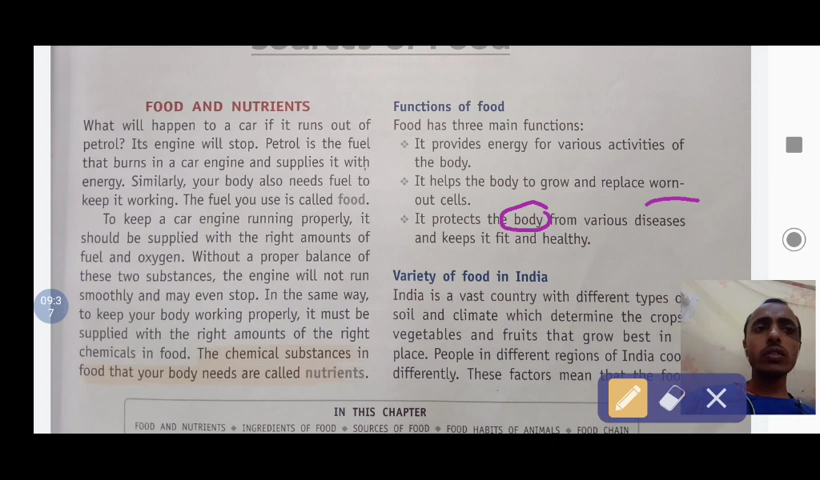 Sources of Food
FOOD AND NUTRIENTS
What will happen to a car if it runs out of
petrol? Its engine will stop. Petrol is the fuel
that burns in a car engine and supplies it with
energy. Similarly, your body also needs fuel to
keep it working. The fuel you use is called food.
To keep a car engine running properly, it
should be supplied with the right amounts of
fuel and oxygen. Without a proper balance of
these two substances, the engine will not run
smoothly and may even stop. In the same way,
to keep your body working properly, it must be
supplied with the right amounts of the right
chemicals in food. The chemical substances in
food that your body needs are called nutrients.
Functions of food
Food has three main functions:
❖ It provides energy for various activities of
the body.
❖ It helps the body to grow and replace worn-
out cells.
❖ It protects the body from various diseases
and keeps it fit and healthy.
Variety of food in India
India is a vast country with different types
soil and climate which determine the crops
vegetables and fruits that grow best in
place. People in different regions of India coo
differently. These factors mean that the foo
IN THIS CHAPTER
FOOD AND NUTRIENTS ◆ INGREDIENTS OF FOOD ◆ SOURCES OF FOOD ◆ FOOD HABITS OF ANIMALS ◆ FOOD CHAIN
09:3
7